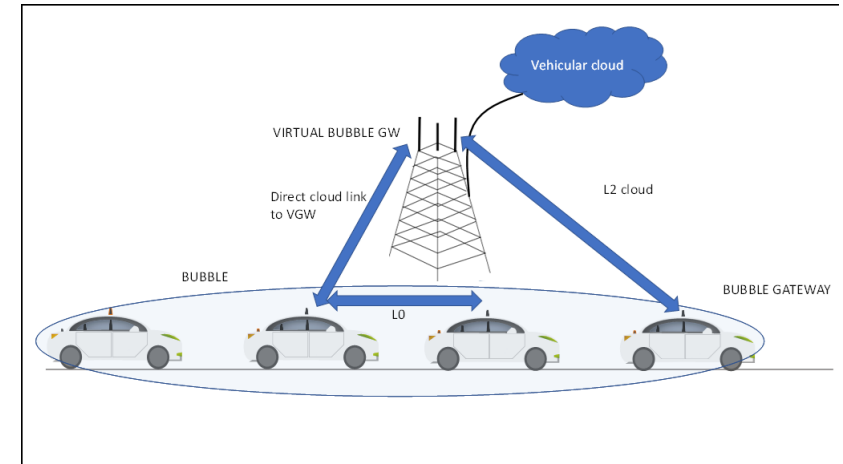 Vehicular cloud
VIRTUAL BUBBLE GW
Direct cloud link
to VGW
L2 cloud
BUBBLE
BUBBLE GATEWAY
L0